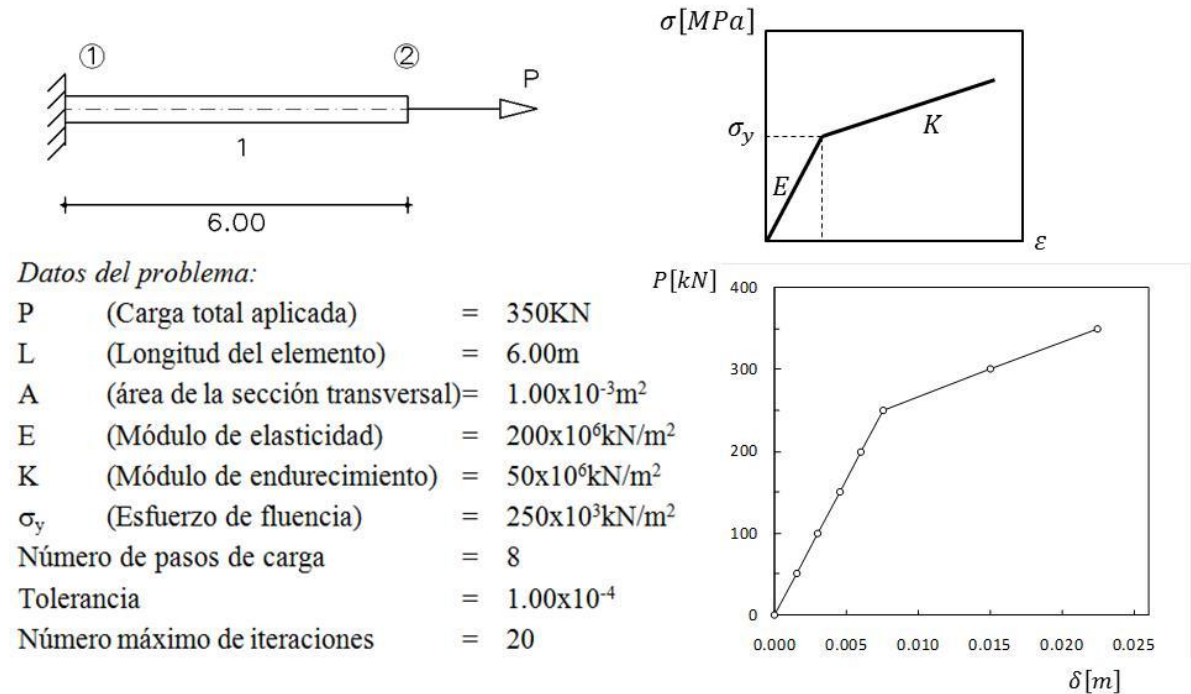 ① ②
P
1
6.00
σ[MPa]
σy
E
K
ε
Datos del problema:
P (Carga total aplicada) = 350KN
L (Longitud del elemento) = 6.00m
A (área de la sección transversal)= 1.00x10⁻³m²
E (Módulo de elasticidad) = 200x10⁶kN/m²
K (Módulo de endurecimiento) = 50x10⁶kN/m²
σy (Esfuerzo de fluencia) = 250x10³kN/m²
Número de pasos de carga = 8
Tolerancia = 1.00x10⁻⁴
Número máximo de iteraciones = 20
P[kN]
400
300
200
100
0
0.000 0.005 0.010 0.015 0.020 0.025
δ[m]